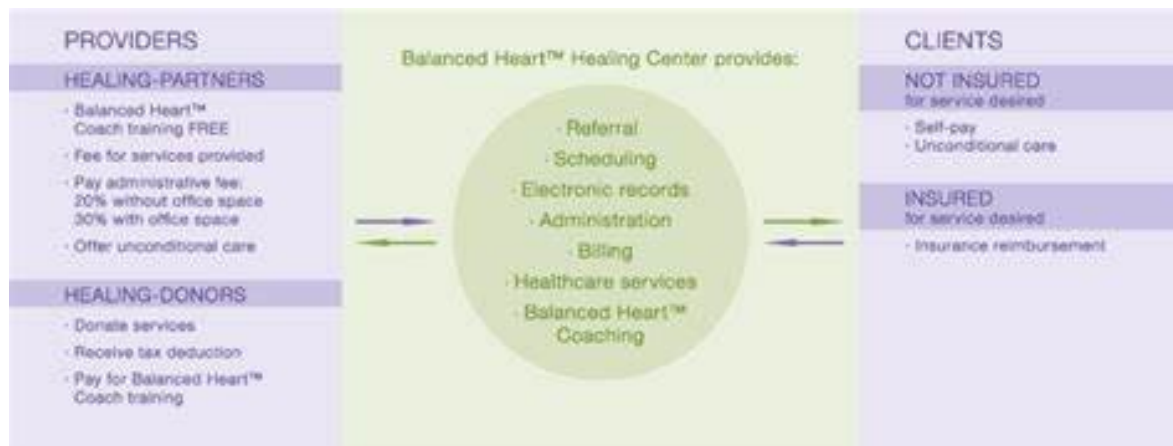 PROVIDERS
HEALING-PARTNERS
· Balanced Heart™
Coach training FREE
· Fee for services provided
· Pay administrative fee:
20% without office space
30% with office space
· Offer unconditional care
HEALING-DONORS
· Donate services
· Receive tax deduction
· Pay for Balanced Heart™
Coach training
Balanced Heart™ Healing Center provides:
· Referral
· Scheduling
· Electronic records
· Administration
· Billing
· Healthcare services
· Balanced Heart™
Coaching
CLIENTS
NOT INSURED
for service desired
· Self-pay
· Unconditional care
INSURED
for service desired
· Insurance reimbursement